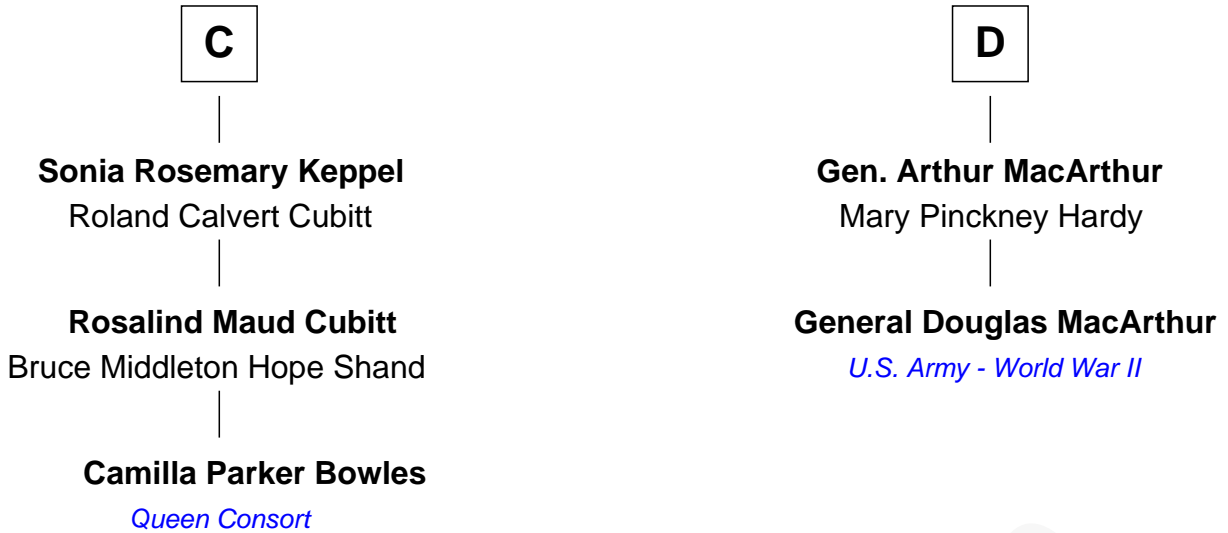 C
Sonia Rosemary Keppel
Roland Calvert Cubitt
Rosalind Maud Cubitt
Bruce Middleton Hope Shand
Camilla Parker Bowles
Queen Consort
D
Gen. Arthur MacArthur
Mary Pinckney Hardy
General Douglas MacArthur
U.S. Army - World War II